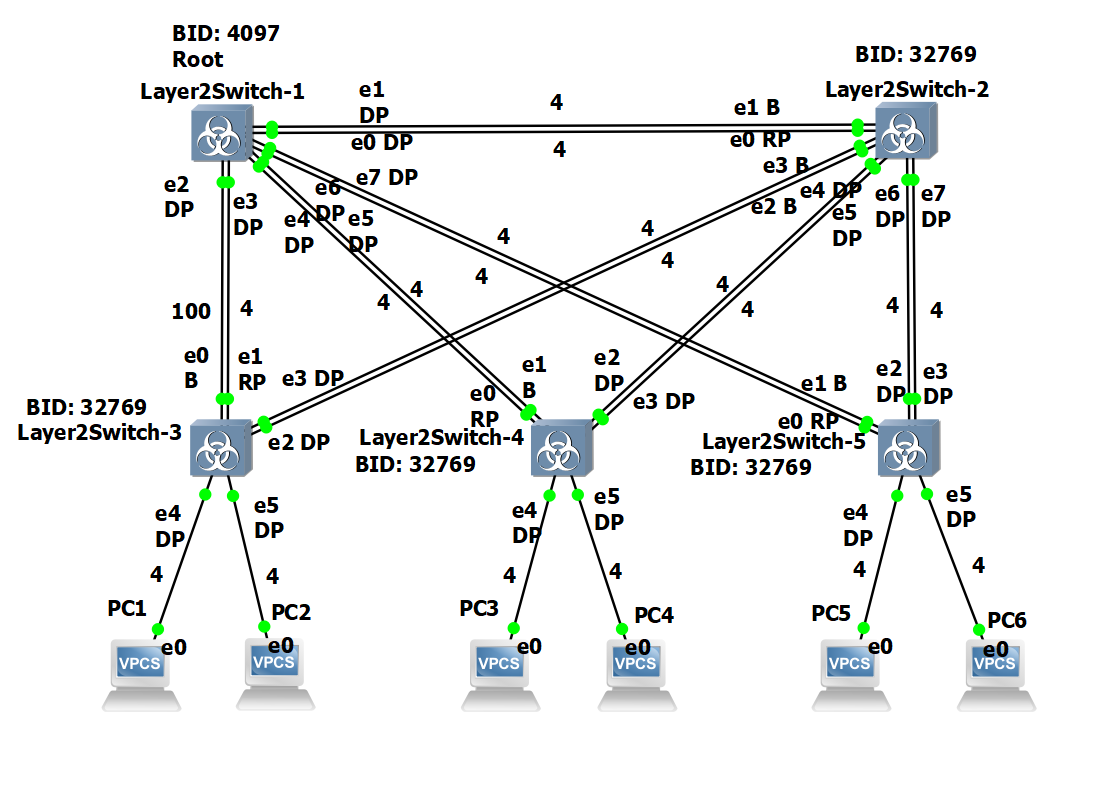 BID: 4097
Root
Layer2Switch-1
BID: 32769
Layer2Switch-2
e1
DP
4
e1 B
e0 DP
4
e0 RP
e7 DP
e3 B
e2
DP
e3
DP
e6
DP
e4
DP
e5
DP
e4 DP
e2 B
e5
DP
e6
DP
e7
DP
4
4
4
4
4
4
4
4
100
4
4
4
e0
B
e1
RP
e3 DP
e1
B
e0
RP
e2
DP
e3 DP
e1 B
e0 RP
e2
DP
e3
DP
BID: 32769
Layer2Switch-3
e2 DP
Layer2Switch-4
BID: 32769
Layer2Switch-5
BID: 32769
e4
DP
e5
DP
e4
DP
e5
DP
e4
DP
e5
DP
4
4
4
4
4
4
PC1
PC2
PC3
PC4
PC5
PC6
e0
e0
e0
e0
e0
e0
VPCS
VPCS
VPCS
VPCS
VPCS
VPCS